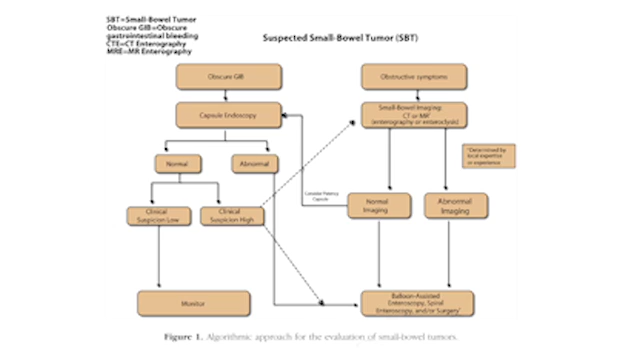 SBT=Small-Bowel Tumor
Obscure GIB=Obscure
gastrointestinal bleeding
CTE=CT Enterography
MRE=MR Enterography
Suspected Small-Bowel Tumor (SBT)
Obscure GIB
Obstructive symptoms
Capsule Endoscopy
Small-Bowel Imaging:
CT or MR*
(enterography or enteroclysis)
*Determined by
local expertise
or experience.
Normal
Abnormal
Consider Patency
Capsule
Clinical
Suspicion Low
Clinical
Suspicion High
Normal
Imaging
Abnormal
Imaging
Monitor
Balloon-Assisted
Enteroscopy, Spiral
Enteroscopy, and/or Surgery*
Figure 1. Algorithmic approach for the evaluation of small-bowel tumors.